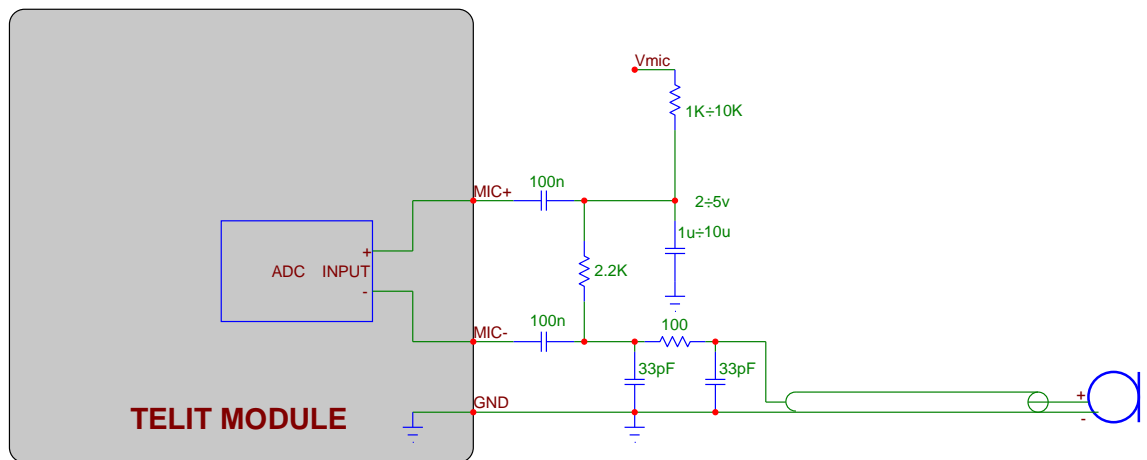 Vmic
1K÷10K
MIC+
100n
2÷5v
1u÷10u
+
ADC INPUT
2.2K
-
MIC-
100n
100
33pF
33pF
+
GND
-
TELIT MODULE